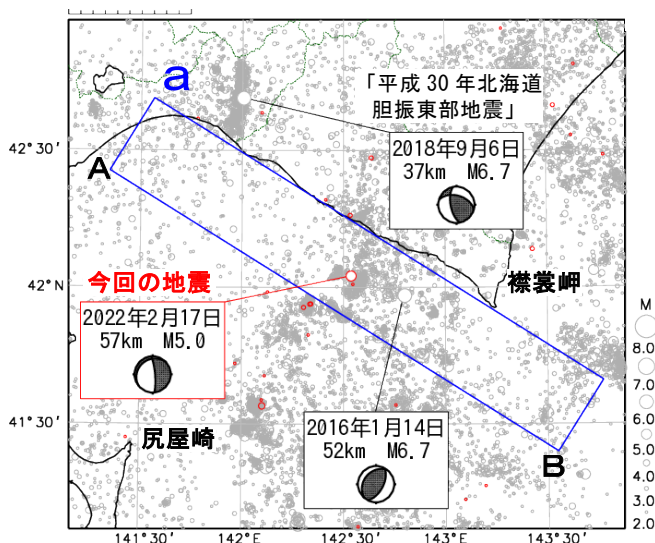 a
「平成30年北海道
胆振東部地震」
42°30′
A
2018年9月6日
37km M6.7
42°N
今回の地震
襟裳岬
2022年2月17日
57km M5.0
M
8.0
7.0
6.0
5.0
4.0
3.0
2.0
41°30′
尻屋崎
2016年1月14日
52km M6.7
B
141°30′
142°E
142°30′
143°E
143°30′